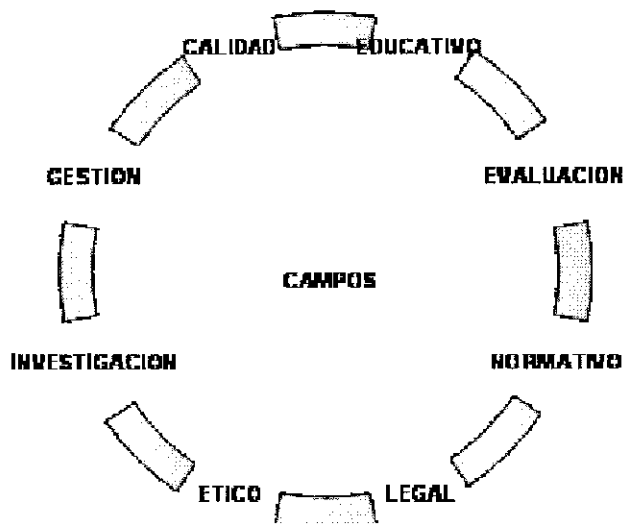 CALIDAD EDUCATIVO
GESTION EVALUACION
CAMPOS
INVESTIGACION NORMATIVO
ETICO LEGAL